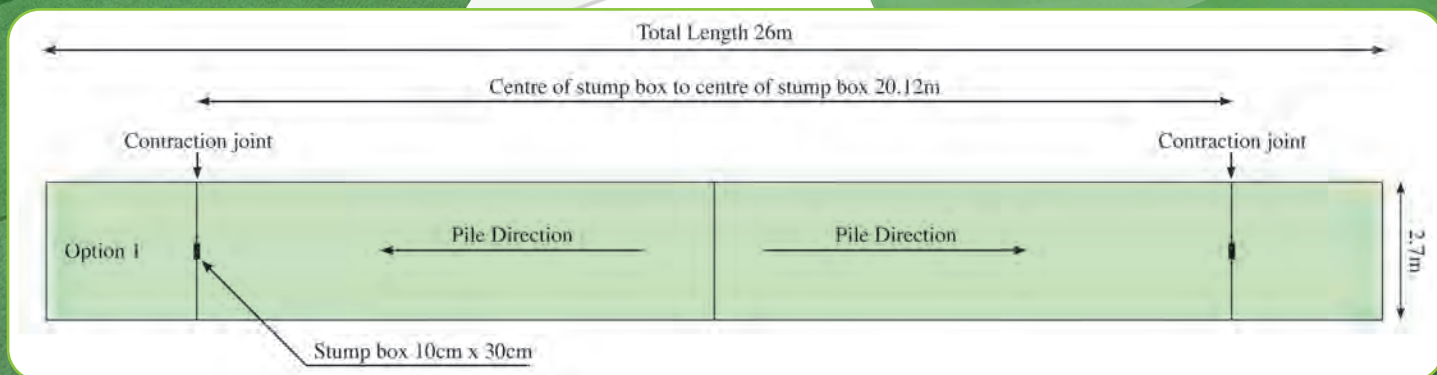 Total Length 26m
Centre of stump box to centre of stump box 20.12m
Contraction joint
Contraction joint
Option 1
Pile Direction
Pile Direction
2.7m
Stump box 10cm x 30cm